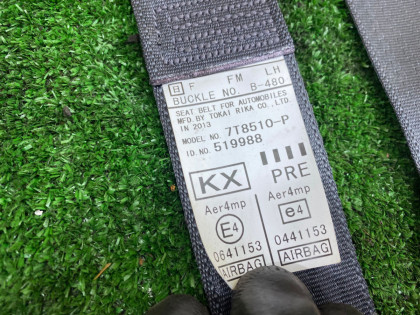 B F FM LH
BUCKLE NO. B-480
SEAT BELT FOR AUTOMOBILES
MFD.BY TOKAI RIKA CO.,LTD.
IN 2013
MODEL NO. 7T8510-P
ID.NO. 519988
KX
PRE
Aer4mp
Aer4mp
E4
e4
0641153
0441153
AIRBAG
AIRBAG